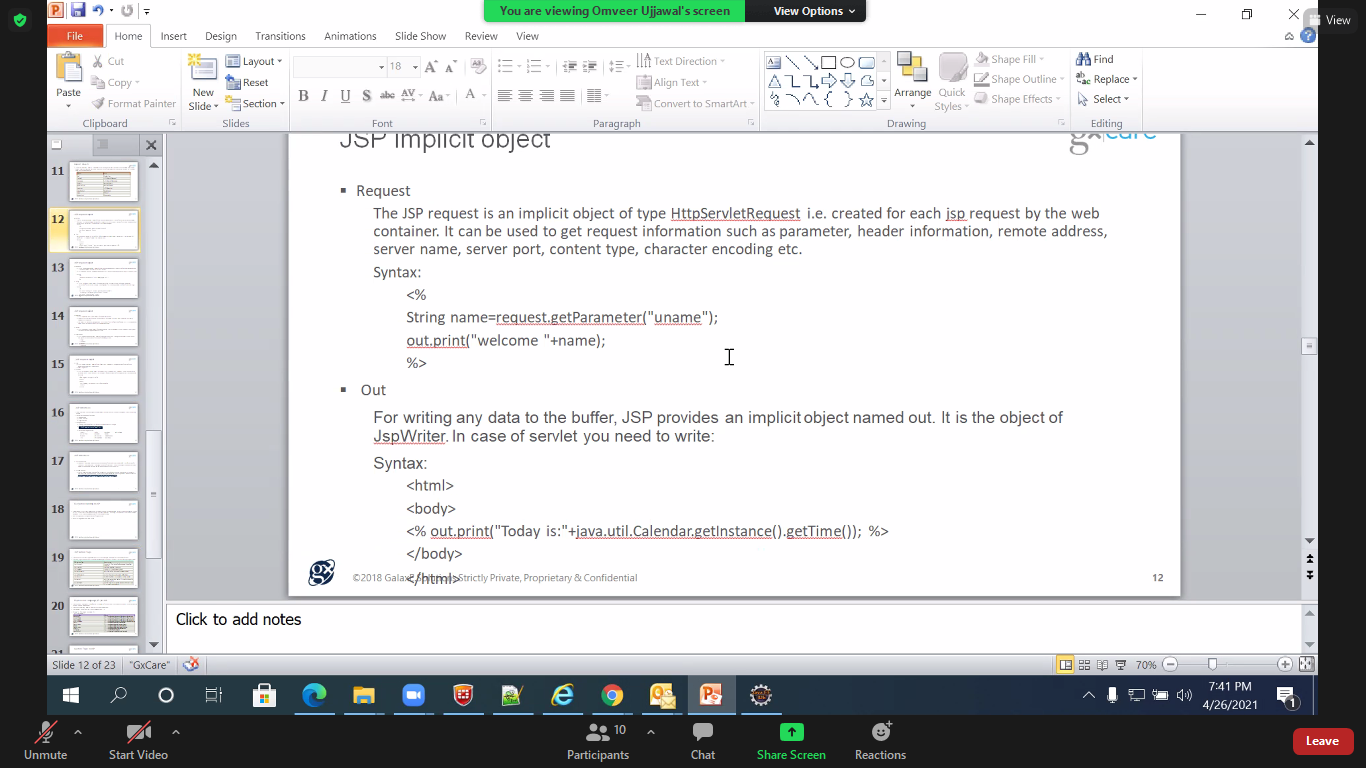 You are viewing Omveer Ujjawal's screen
View Options
View
File Home Insert Design Transitions Animations Slide Show Review View
Paste
Cut
Copy
Format Painter
Clipboard
New Slide
Layout
Reset
Section
Slides
18
B I U S abc AV Aa A
Font
Text Direction
Align Text
Convert to SmartArt
Paragraph
Arrange
Quick Styles
Shape Fill
Shape Outline
Shape Effects
Drawing
Find
Replace
Select
Editing
11
12
13
14
15
16
17
18
19
20
21
JSP Implicit object
gx care
Request
The JSP request is an implicit object of type HttpServletRequest i.e. created for each jsp request by the web
container. It can be used to get request information such as parameter, header information, remote address,
server name, server port, content type, character encoding etc.
Syntax:
<%
String name=request.getParameter("uname");
out.print("welcome "+name);
%>
Out
For writing any data to the buffer, JSP provides an implicit object named out. It is the object of
JspWriter. In case of servlet you need to write:
Syntax:
<html>
<body>
<% out.print("Today is:"+java.util.Calendar.getInstance().getTime()); %>
</body>
</html>
gx
©2018 Strictly Private, Proprietary & Confidential
12
Click to add notes
Slide 12 of 23 "GxCare" 70%
7:41 PM
4/26/2021
1
Unmute
Start Video
Participants 10
Chat
Share Screen
Reactions
Leave